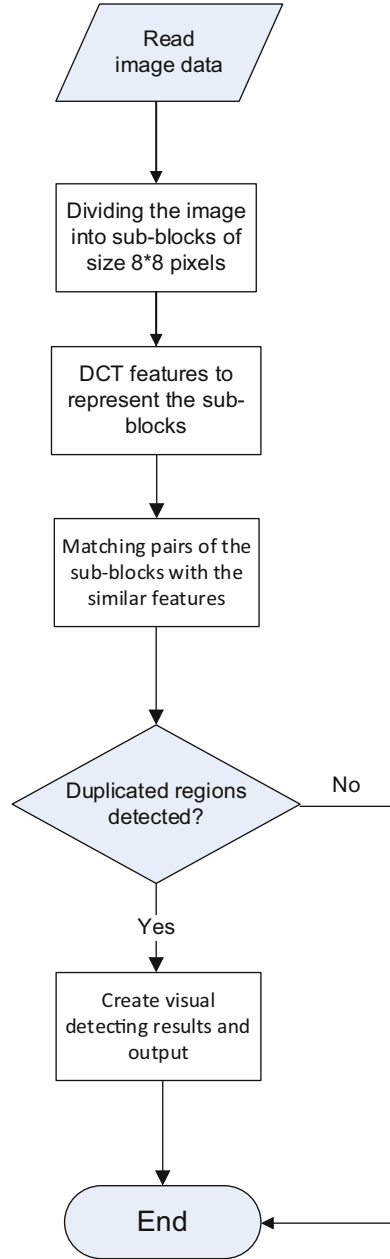 Read
image data
Dividing the image
into sub-blocks of
size 8*8 pixels
DCT features to
represent the sub-
blocks
Matching pairs of the
sub-blocks with the
similar features
Duplicated regions
detected?
No
Yes
Create visual
detecting results and
output
End